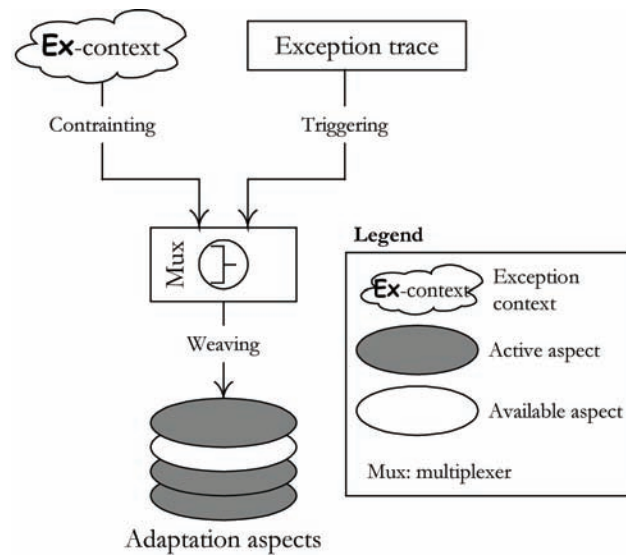 Ex-context
Exception trace
Contrainting
Triggering
Mux
Weaving
Adaptation aspects
Legend
Ex-context
Exception
context
Active aspect
Available aspect
Mux: multiplexer